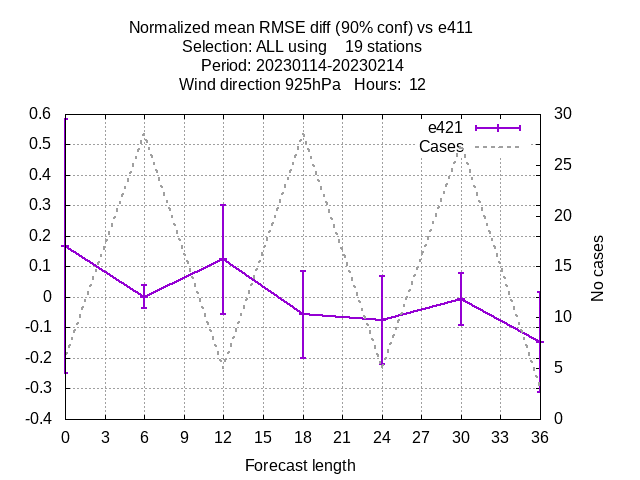 Normalized mean RMSE diff (90% conf) vs e411
Selection: ALL using    19 stations
Period: 20230114-20230214
Wind direction 925hPa   Hours:  12
0.6
0.5
0.4
0.3
0.2
0.1
0
-0.1
-0.2
-0.3
-0.4
30
25
20
15
10
5
0
e421
Cases
No cases
0 3 6 9 12 15 18 21 24 27 30 33 36
Forecast length